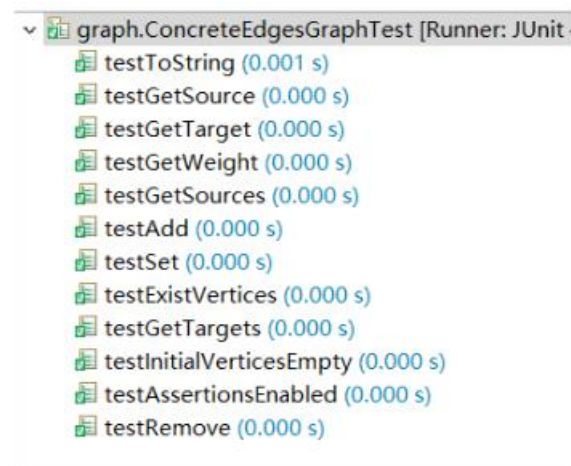 graph.ConcreteEdgesGraphTest [Runner: JUnit
testToString (0.001 s)
testGetSource (0.000 s)
testGetTarget (0.000 s)
testGetWeight (0.000 s)
testGetSources (0.000 s)
testAdd (0.000 s)
testSet (0.000 s)
testExistVertices (0.000 s)
testGetTargets (0.000 s)
testInitialVerticesEmpty (0.000 s)
testAssertionsEnabled (0.000 s)
testRemove (0.000 s)